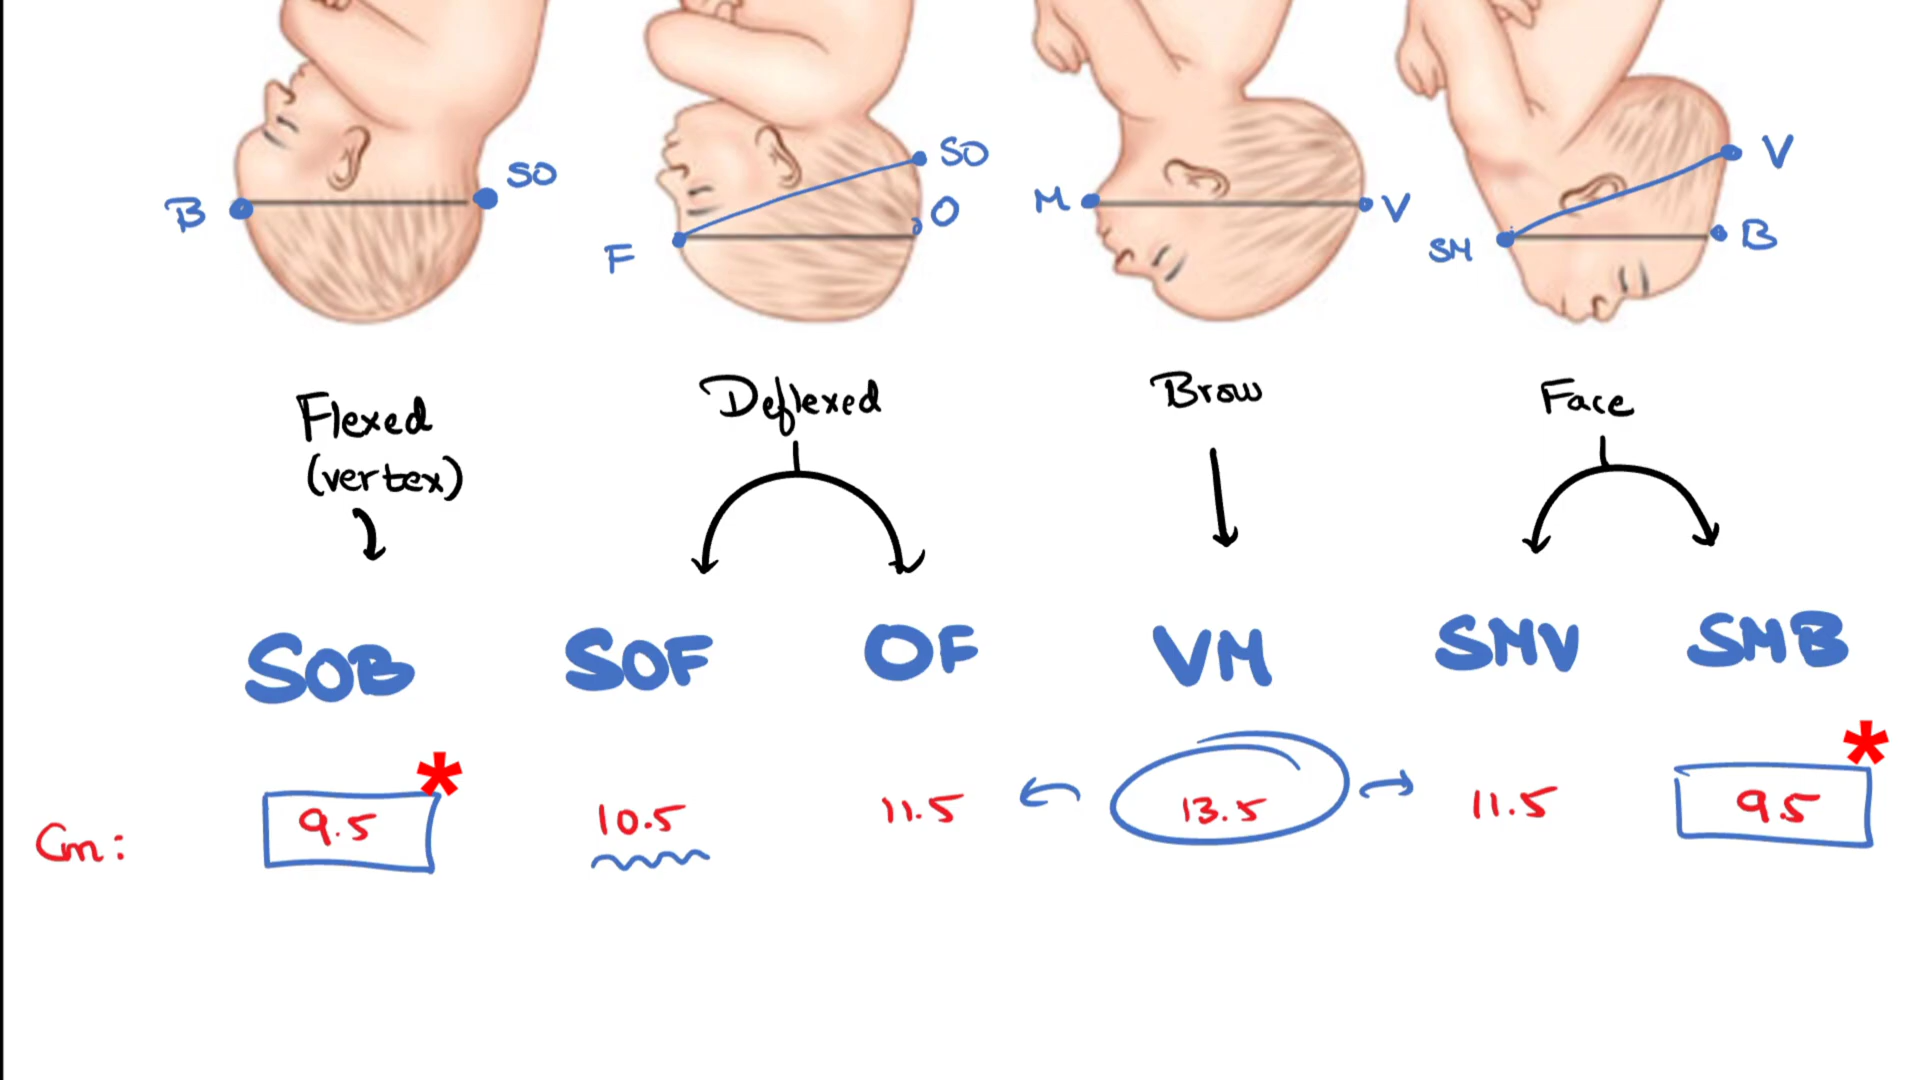 B SO
F SO O
M V
SM V B
Flexed
(vertex)
Deflexed
Brow
Face
SOB SOF OF VM SMV SMB
Cm: 9.5* 10.5 11.5 ← 13.5 → 11.5 9.5*